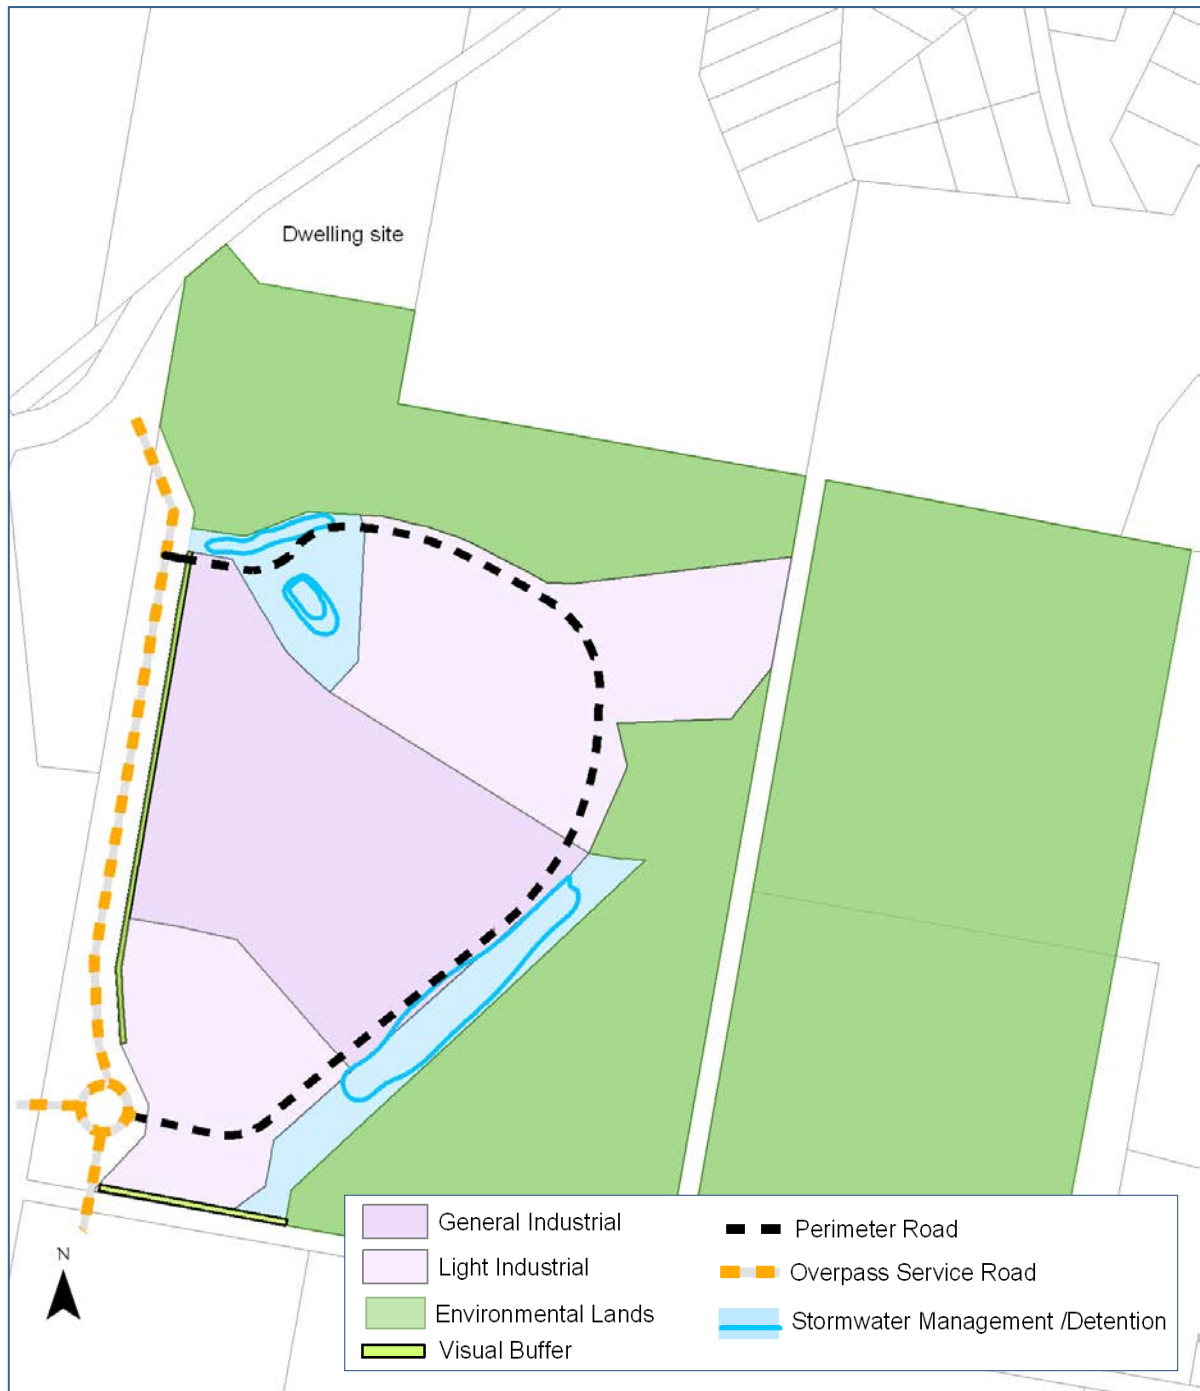 Dwelling site
N
General Industrial
Light Industrial
Environmental Lands
Visual Buffer
Perimeter Road
Overpass Service Road
Stormwater Management /Detention